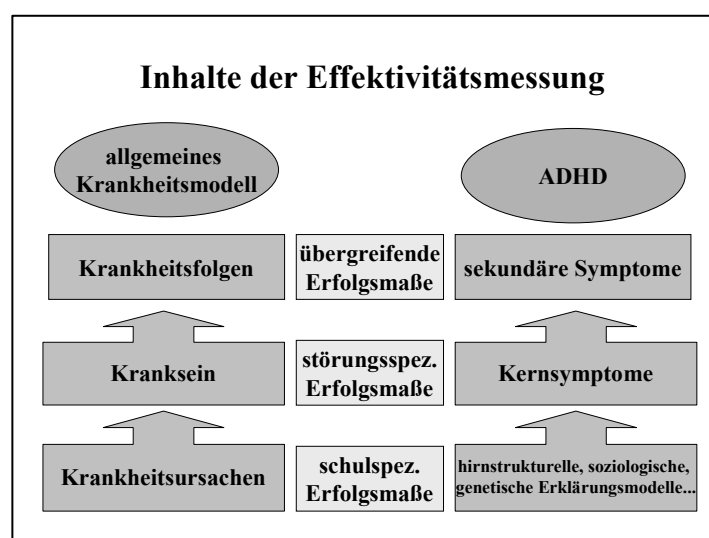 Inhalte der Effektivitätsmessung
allgemeines
Krankheitsmodell
ADHD
Krankheitsfolgen
übergreifende
Erfolgsmaße
sekundäre Symptome
Kranksein
störungsspez.
Erfolgsmaße
Kernsymptome
Krankheitsursachen
schulspez.
Erfolgsmaße
hirnstrukturelle, soziologische,
genetische Erklärungsmodelle...